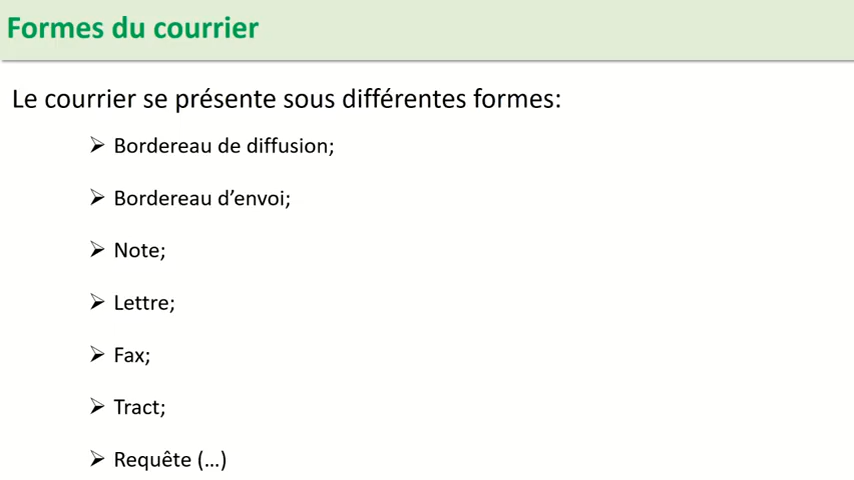 Formes du courrier
Le courrier se présente sous différentes formes:
➢ Bordereau de diffusion;
➢ Bordereau d’envoi;
➢ Note;
➢ Lettre;
➢ Fax;
➢ Tract;
➢ Requête (…)